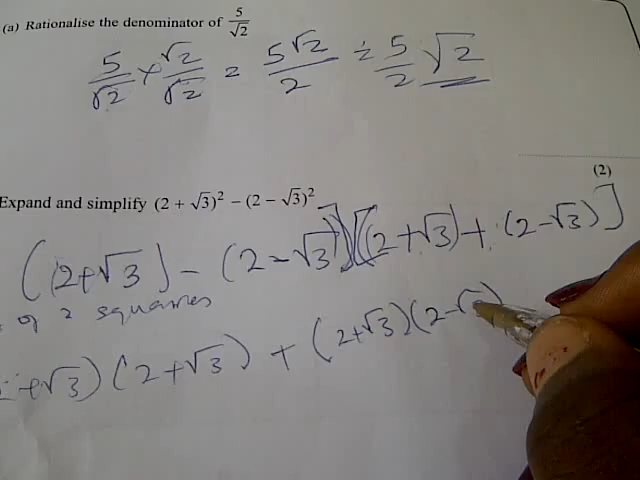 (a) Rationalise the denominator of 5/√2
5/√2 × √2/√2 = 5√2/2 = 5/2 √2
(2)
Expand and simplify (2 + √3)² − (2 − √3)²
(2+√3) − (2−√3)][(2+√3) + (2−√3)]
of 2 squares
+√3)(2+√3) + (2+√3)(2−√